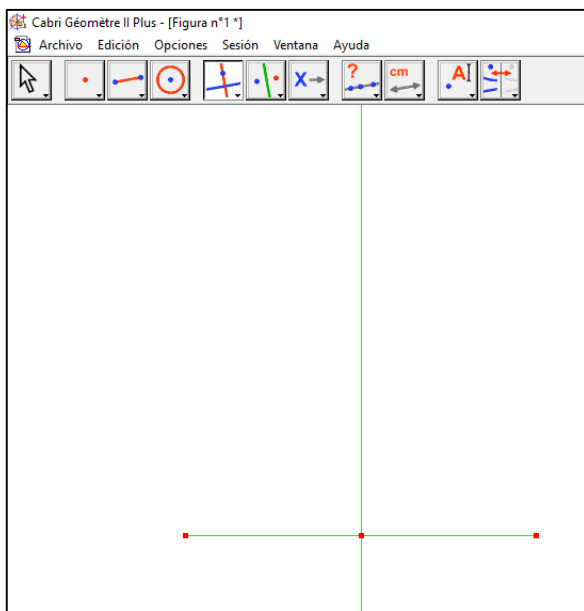 Cabri Géomètre II Plus - [Figura n°1 *]
Archivo Edición Opciones Sesión Ventana Ayuda
X ? cm A